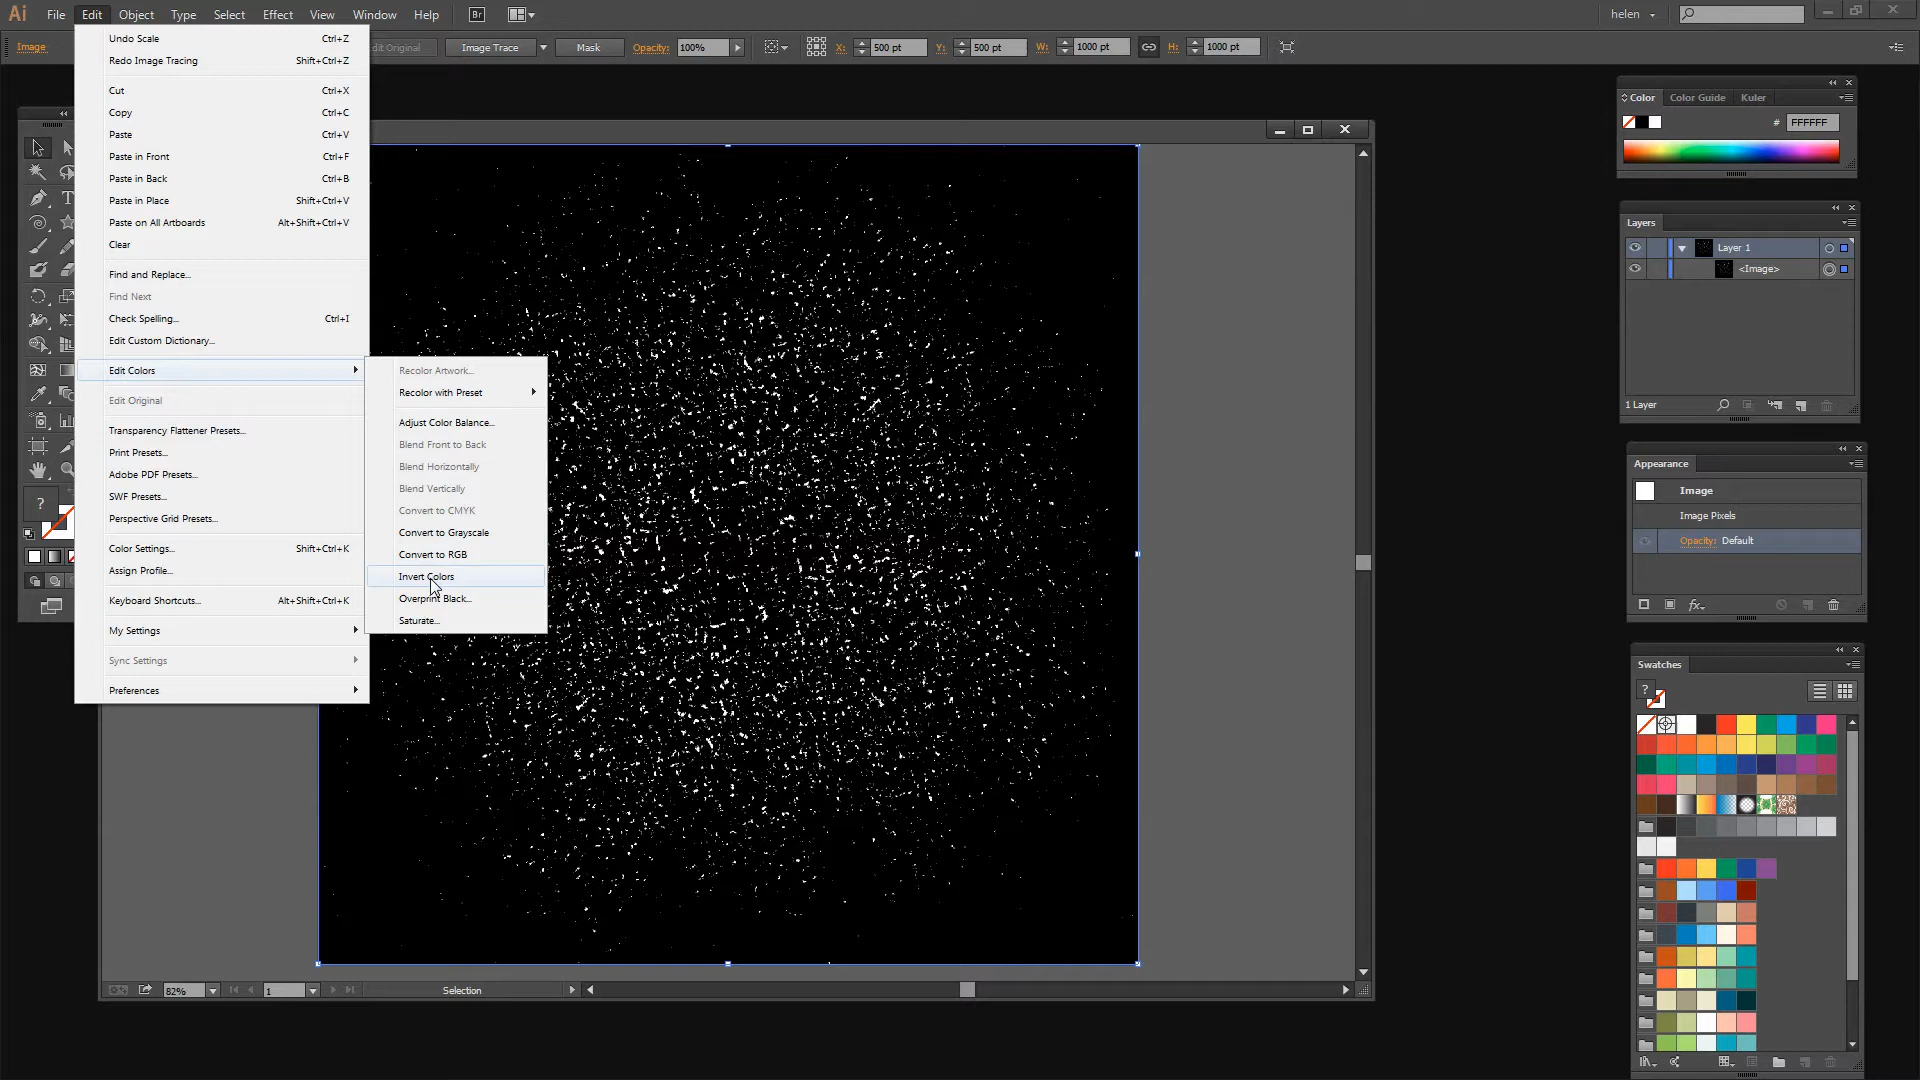 Ai File Edit Object Type Select Effect View Window Help Br helen
Image Edit Original Image Trace Mask Opacity: 100% X: 500 pt Y: 500 pt W: 1000 pt H: 1000 pt
Undo Scale Ctrl+Z
Redo Image Tracing Shift+Ctrl+Z
Cut Ctrl+X
Copy Ctrl+C
Paste Ctrl+V
Paste in Front Ctrl+F
Paste in Back Ctrl+B
Paste in Place Shift+Ctrl+V
Paste on All Artboards Alt+Shift+Ctrl+V
Clear
Find and Replace...
Find Next
Check Spelling... Ctrl+I
Edit Custom Dictionary...
Edit Colors
Edit Original
Transparency Flattener Presets...
Print Presets...
Adobe PDF Presets...
SWF Presets...
Perspective Grid Presets...
Color Settings... Shift+Ctrl+K
Assign Profile...
Keyboard Shortcuts... Alt+Shift+Ctrl+K
My Settings
Sync Settings
Preferences
Recolor Artwork...
Recolor with Preset
Adjust Color Balance...
Blend Front to Back
Blend Horizontally
Blend Vertically
Convert to CMYK
Convert to Grayscale
Convert to RGB
Invert Colors
Overprint Black...
Saturate...
82% 1 Selection
Color Color Guide Kuler
# FFFFFF
Layers
Layer 1
<Image>
1 Layer
Appearance
Image
Image Pixels
Opacity: Default
fx
Swatches
?
?